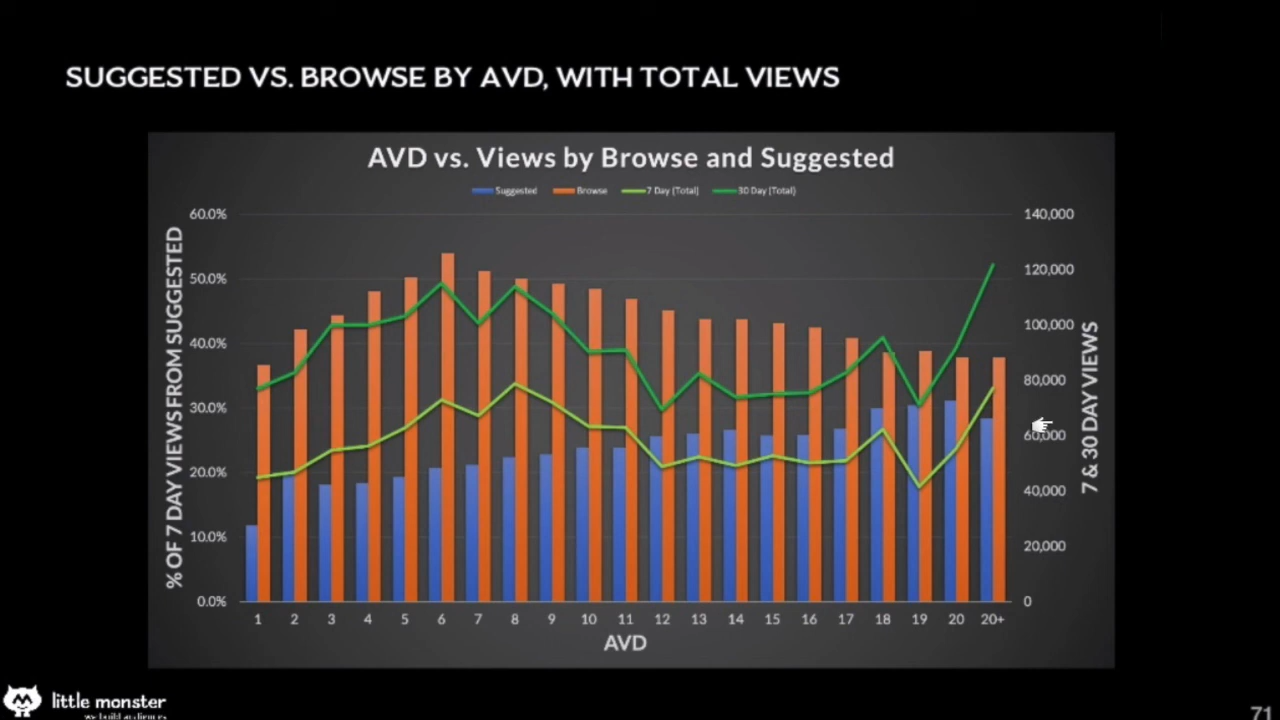 SUGGESTED VS. BROWSE BY AVD, WITH TOTAL VIEWS
AVD vs. Views by Browse and Suggested
Suggested Browse 7 Day (Total) 30 Day (Total)
% OF 7 DAY VIEWS FROM SUGGESTED
60.0%
50.0%
40.0%
30.0%
20.0%
10.0%
0.0%
140,000
120,000
100,000
80,000
60,000
40,000
20,000
0
7 & 30 DAY VIEWS
1 2 3 4 5 6 7 8 9 10 11 12 13 14 15 16 17 18 19 20 20+
AVD
little monster
we build audiences
71